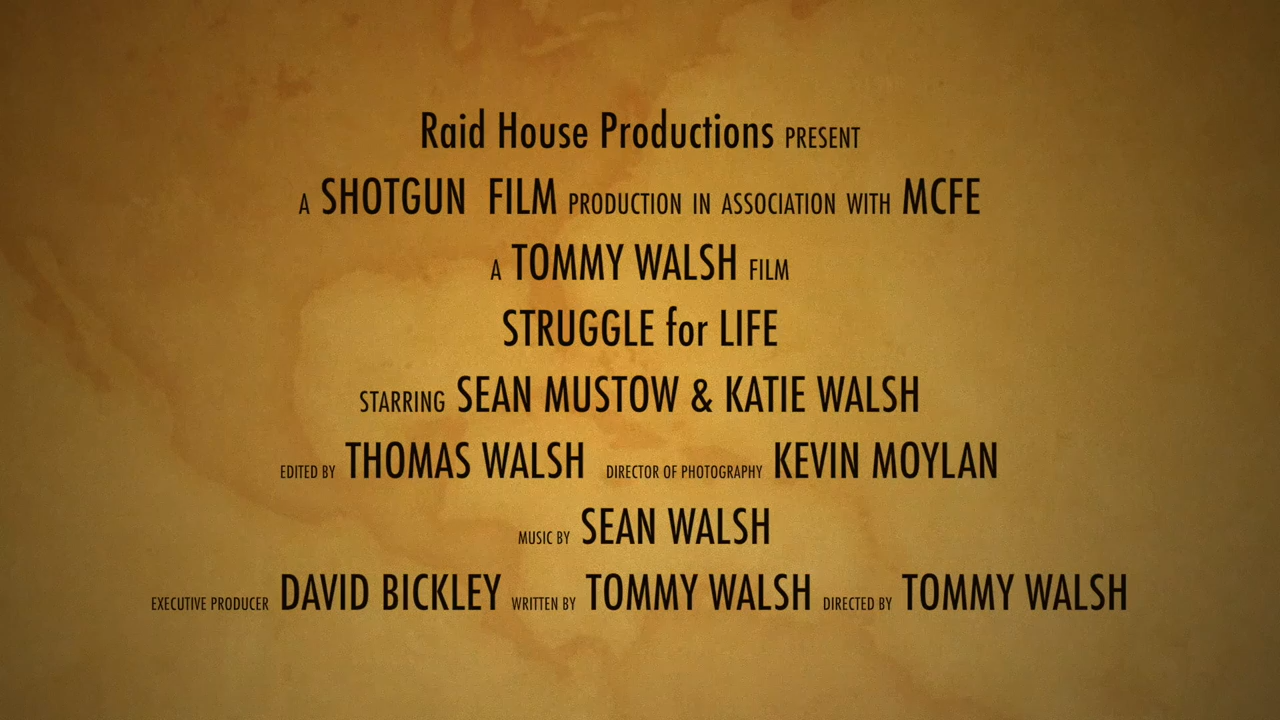 Raid House Productions PRESENT
A SHOTGUN FILM PRODUCTION IN ASSOCIATION WITH MCFE
A TOMMY WALSH FILM
STRUGGLE for LIFE
STARRING SEAN MUSTOW & KATIE WALSH
EDITED BY THOMAS WALSH DIRECTOR OF PHOTOGRAPHY KEVIN MOYLAN
MUSIC BY SEAN WALSH
EXECUTIVE PRODUCER DAVID BICKLEY WRITTEN BY TOMMY WALSH DIRECTED BY TOMMY WALSH